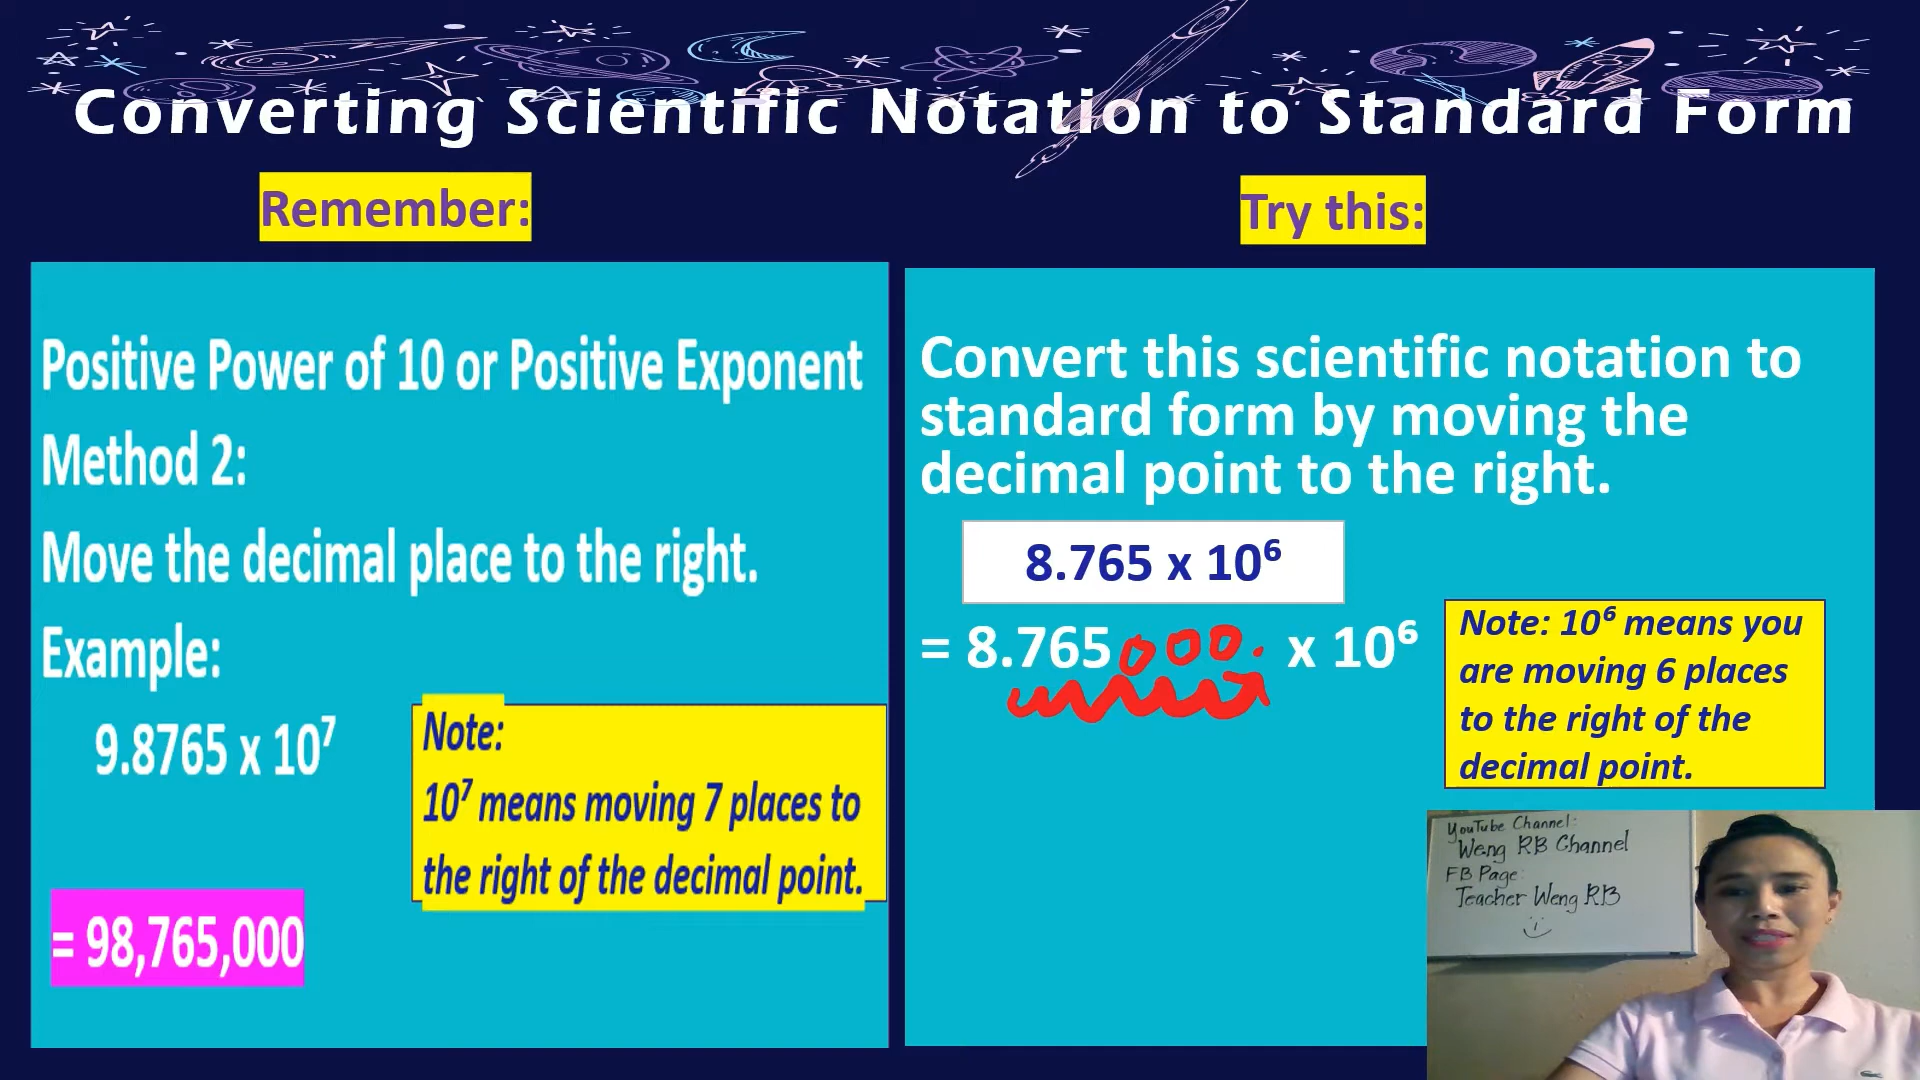 Converting Scientific Notation to Standard Form
Remember:
Positive Power of 10 or Positive Exponent
Method 2:
Move the decimal place to the right.
Example:
9.8765 x 10⁷
Note:
10⁷ means moving 7 places to
the right of the decimal point.
= 98,765,000
Try this:
Convert this scientific notation to
standard form by moving the
decimal point to the right.
8.765 x 10⁶
= 8.765000. x 10⁶
Note: 10⁶ means you
are moving 6 places
to the right of the
decimal point.
YouTube Channel:
Weng RB Channel
FB Page:
Teacher Weng RB